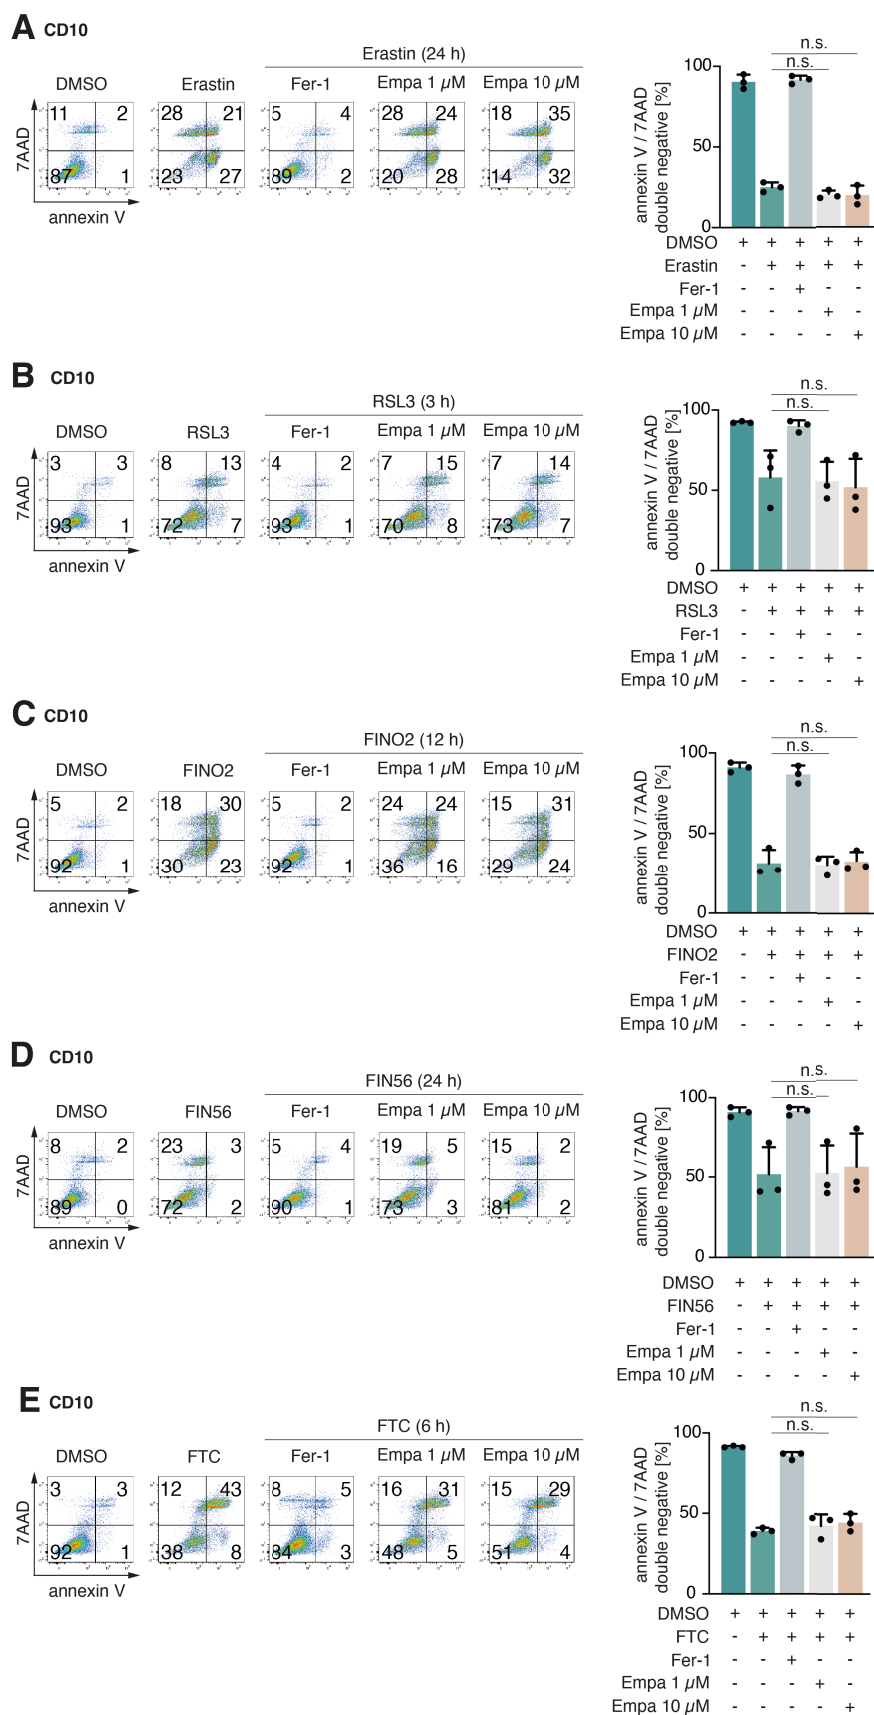 A CD10
Erastin (24 h)
DMSO Erastin Fer-1 Empa 1 µM Empa 10 µM
11 2 28 21 5 4 28 24 18 35
7AAD
87 1 23 27 89 2 20 28 14 32
annexin V
n.s.
n.s.
annexin V / 7AAD
double negative [%]
100
50
0
DMSO + + + + +
Erastin - + + + +
Fer-1 - - + - -
Empa 1 µM - - - + -
Empa 10 µM - - - - +
B CD10
RSL3 (3 h)
DMSO RSL3 Fer-1 Empa 1 µM Empa 10 µM
3 3 8 13 4 2 7 15 7 14
7AAD
93 1 72 7 93 1 70 8 73 7
annexin V
n.s.
n.s.
annexin V / 7AAD
double negative [%]
100
50
0
DMSO + + + + +
RSL3 - + + + +
Fer-1 - - + - -
Empa 1 µM - - - + -
Empa 10 µM - - - - +
C CD10
FINO2 (12 h)
DMSO FINO2 Fer-1 Empa 1 µM Empa 10 µM
5 2 18 30 5 2 24 24 15 31
7AAD
92 1 30 23 92 1 36 16 29 24
annexin V
n.s.
n.s.
annexin V / 7AAD
double negative [%]
100
50
0
DMSO + + + + +
FINO2 - + + + +
Fer-1 - - + - -
Empa 1 µM - - - + -
Empa 10 µM - - - - +
D CD10
FIN56 (24 h)
DMSO FIN56 Fer-1 Empa 1 µM Empa 10 µM
8 2 23 3 5 4 19 5 15 2
7AAD
89 0 72 2 90 1 73 3 81 2
annexin V
n.s.
n.s.
annexin V / 7AAD
double negative [%]
100
50
0
DMSO + + + + +
FIN56 - + + + +
Fer-1 - - + - -
Empa 1 µM - - - + -
Empa 10 µM - - - - +
E CD10
FTC (6 h)
DMSO FTC Fer-1 Empa 1 µM Empa 10 µM
3 3 12 43 8 5 16 31 15 29
7AAD
92 1 38 8 84 3 48 5 51 4
annexin V
n.s.
n.s.
annexin V / 7AAD
double negative [%]
100
50
0
DMSO + + + + +
FTC - + + + +
Fer-1 - - + - -
Empa 1 µM - - - + -
Empa 10 µM - - - - +